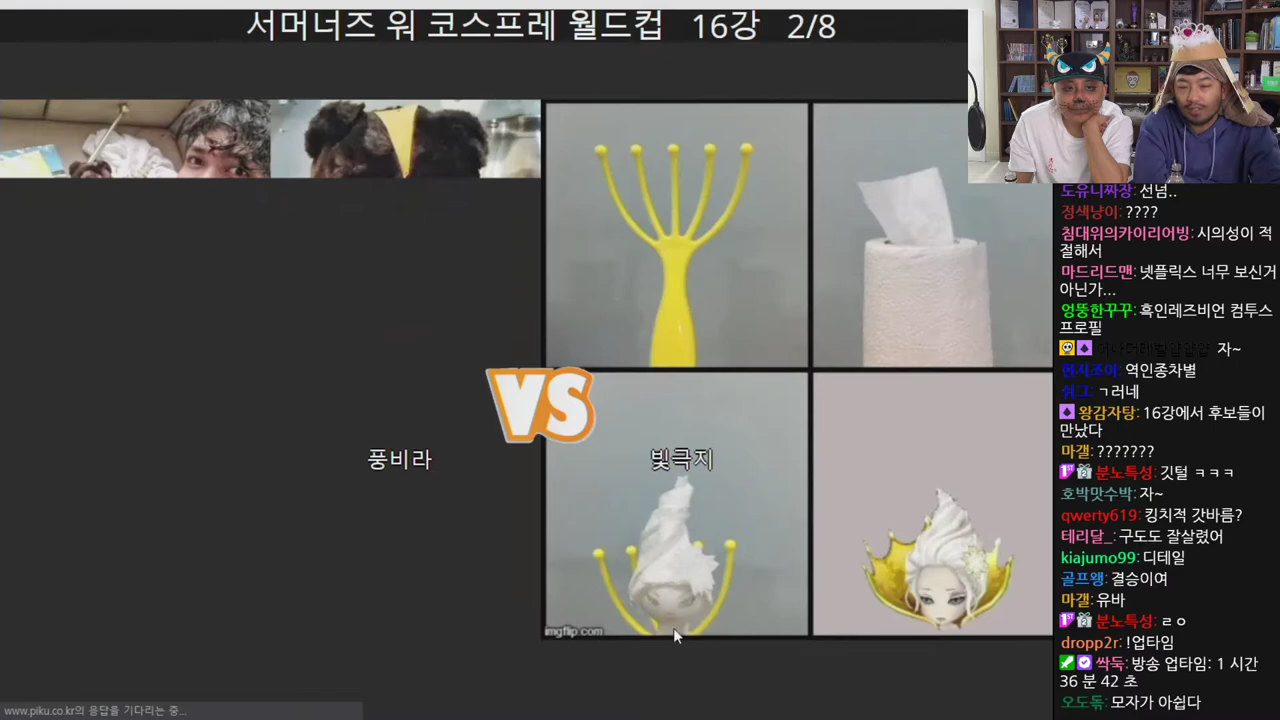 서머너즈 워 코스프레 월드컵 16강 2/8
VS
풍비라
빛극지
imgflip.com
www.piku.co.kr의 응답을 기다리는 중...
도유니짜장: 선넘..
정색냥이: ????
침대위의카이리어빙: 시의성이 적
절해서
마드리드맨: 넷플릭스 너무 보신거
아닌가...
엉뚱한꾸꾸: 흑인레즈비언 컴투스
프로필
자~
현지조이: 역인종차별
쉬그: ㄱ러네
왕감자탕: 16강에서 후보들이
만났다
마갤: ???????
분노특성: 깃털 ㅋㅋㅋ
호박맛수박: 자~
qwerty619: 킹치적 갓바름?
테리달_: 구도도 잘살렸어
kiajumo99: 디테일
골프왱: 결승이여
마갤: 유바
분노특성: ㄹㅇ
dropp2r: !업타임
싹둑: 방송 업타임: 1 시간
36 분 42 초
오도돆: 모자가 아쉽다